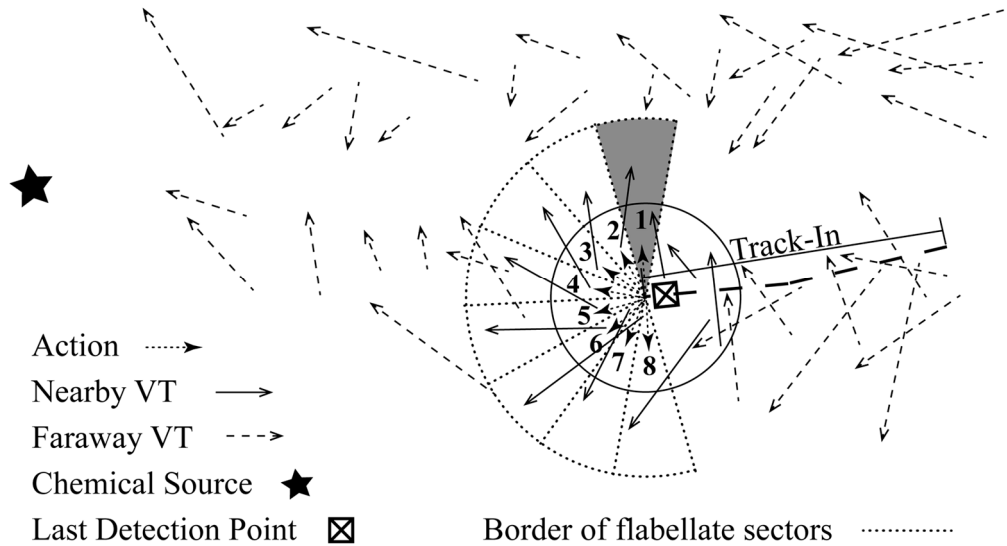 1
2
3
Track-In
4
5
6
7
8
Action
Nearby VT
Faraway VT
Chemical Source
Last Detection Point
Border of flabellate sectors